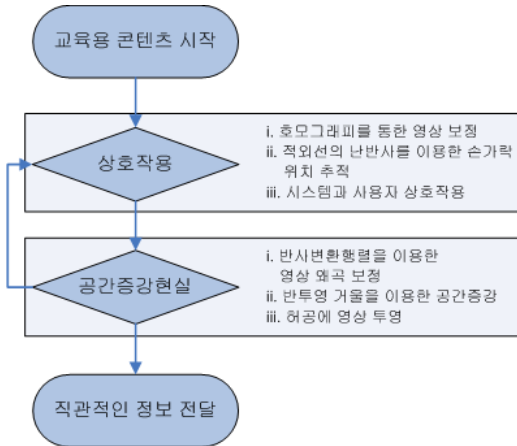 교육용 콘텐츠 시작
상호작용
i. 호모그래피를 통한 영상 보정
ii. 적외선의 난반사를 이용한 손가락
위치 추적
iii. 시스템과 사용자 상호작용
공간증강현실
i. 반사변환행렬을 이용한
영상 왜곡 보정
ii. 반투영 거울을 이용한 공간증강
iii. 허공에 영상 투영
직관적인 정보 전달